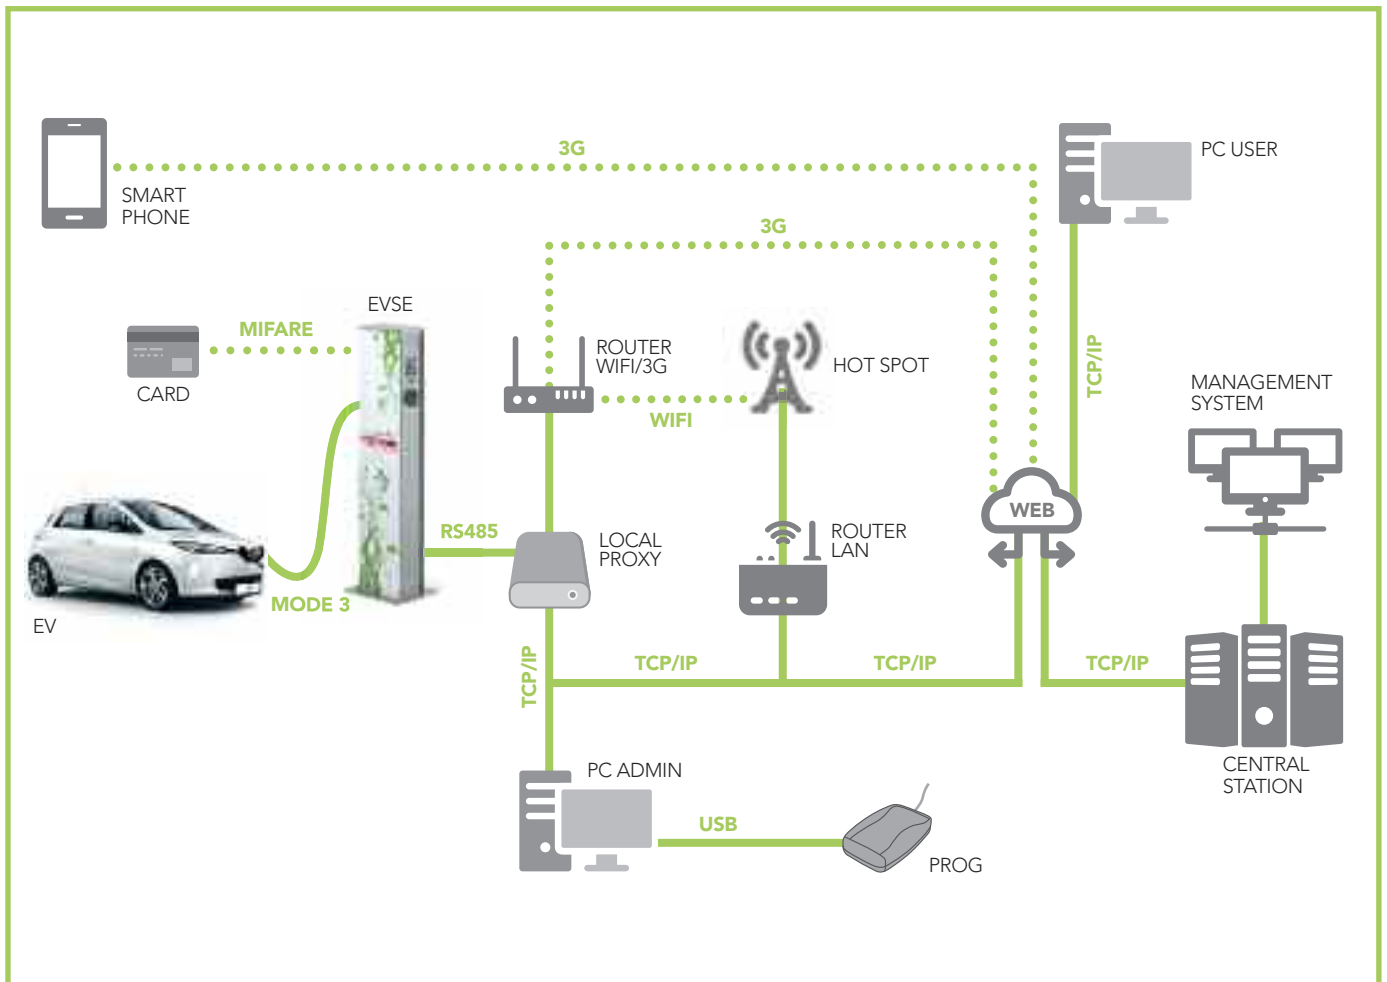 3G
PC USER
SMART
PHONE
3G
EVSE
MIFARE
ROUTER
WIFI/3G
HOT SPOT
TCP/IP
CARD
WIFI
MANAGEMENT
SYSTEM
WEB
RS485
LOCAL
PROXY
ROUTER
LAN
MODE 3
EV
TCP/IP
TCP/IP
TCP/IP
TCP/IP
CENTRAL
STATION
PC ADMIN
USB
PROG